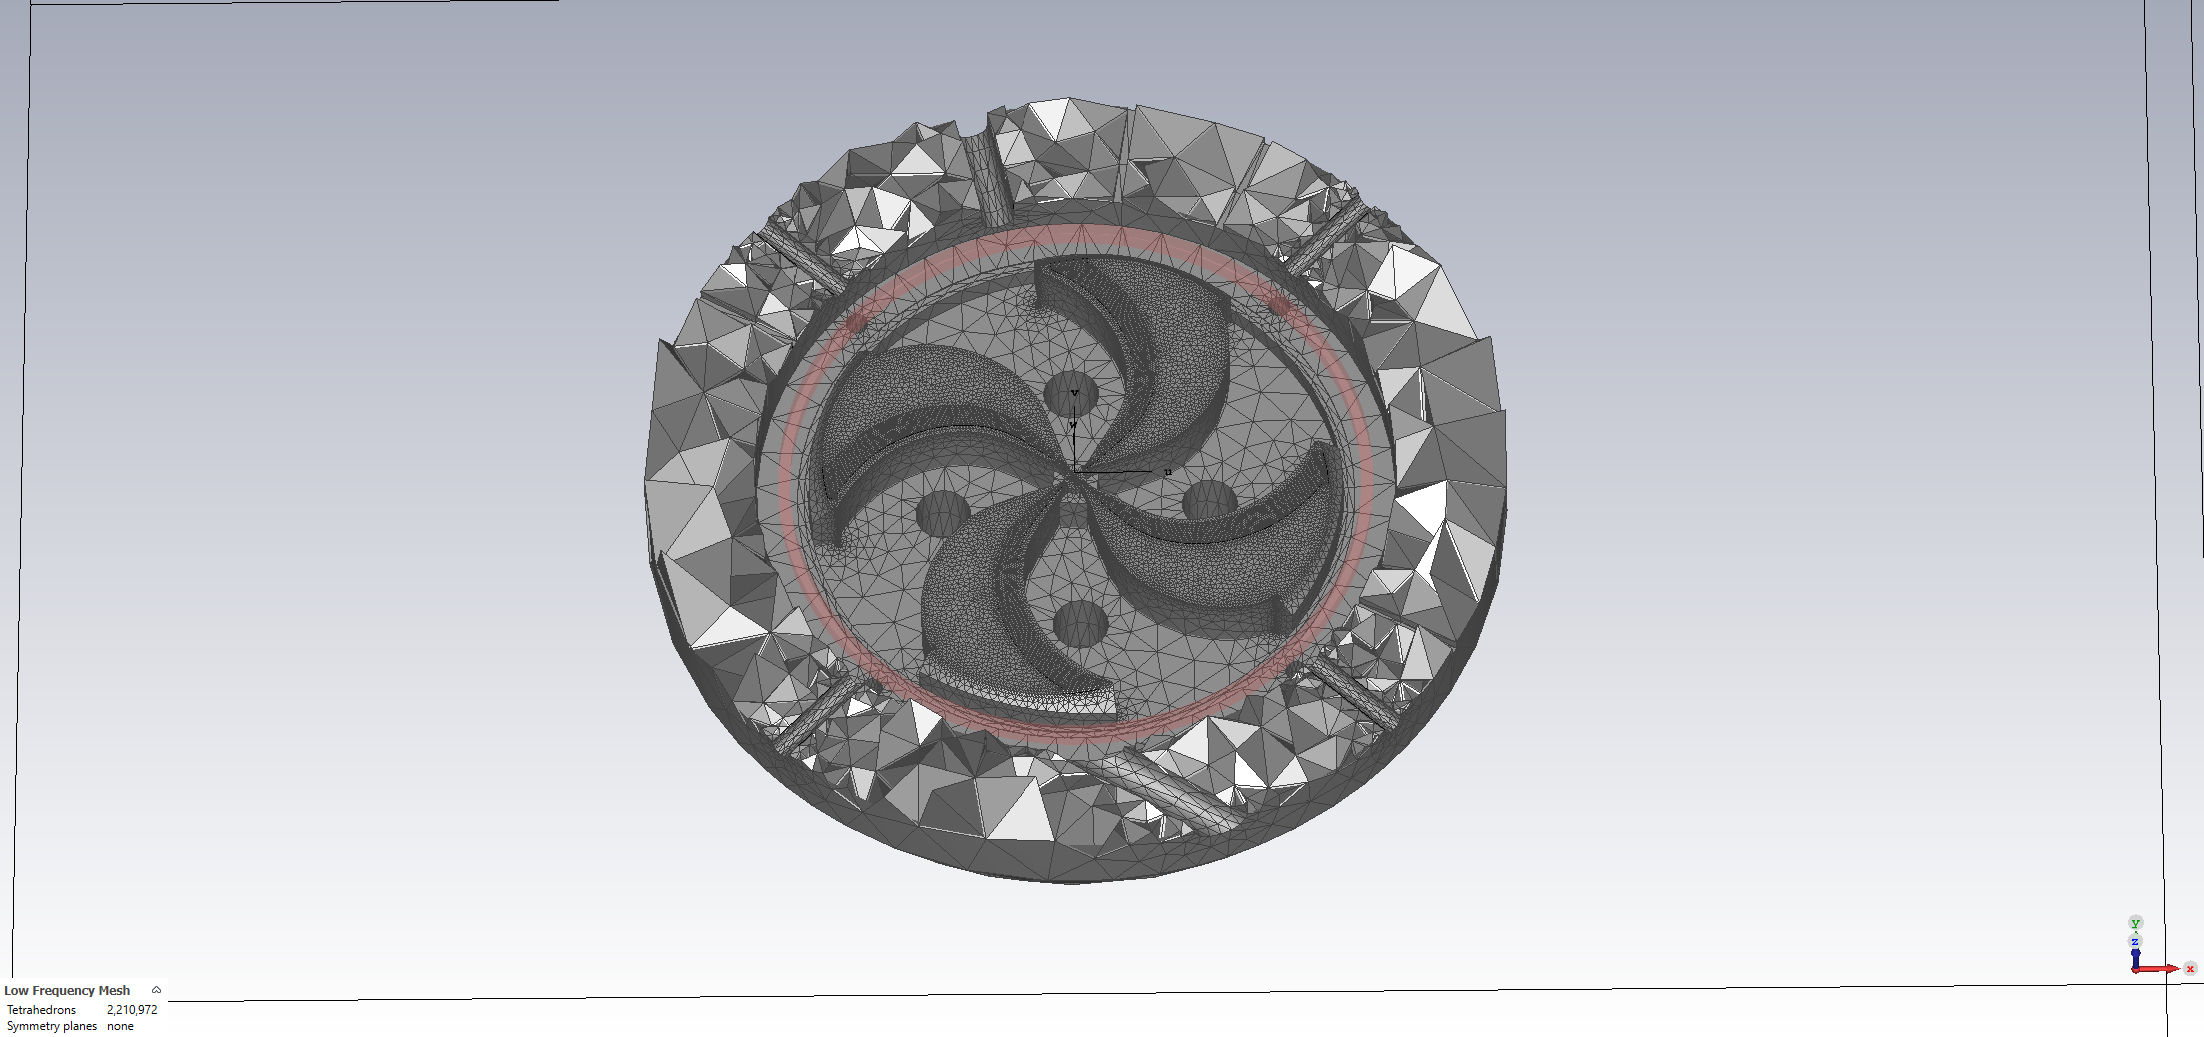 v
w
u
y
z
x
Low Frequency Mesh
Tetrahedrons 2,210,972
Symmetry planes none